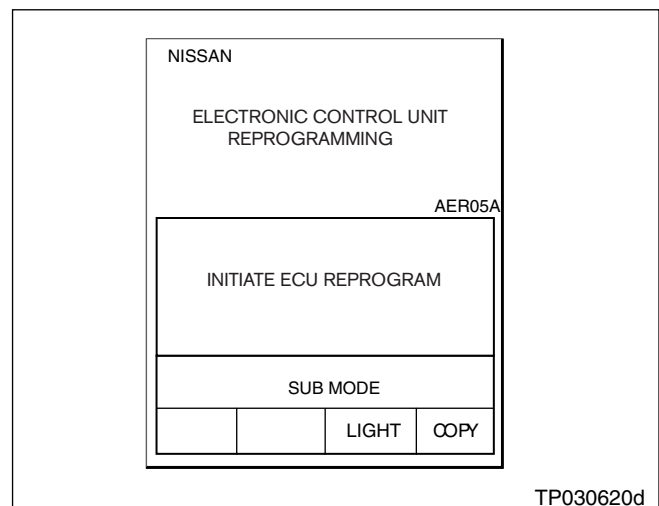 NISSAN
ELECTRONIC CONTROL UNIT
REPROGRAMMING
AER05A
INITIATE ECU REPROGRAM
SUB MODE
LIGHT COPY
TP030620d